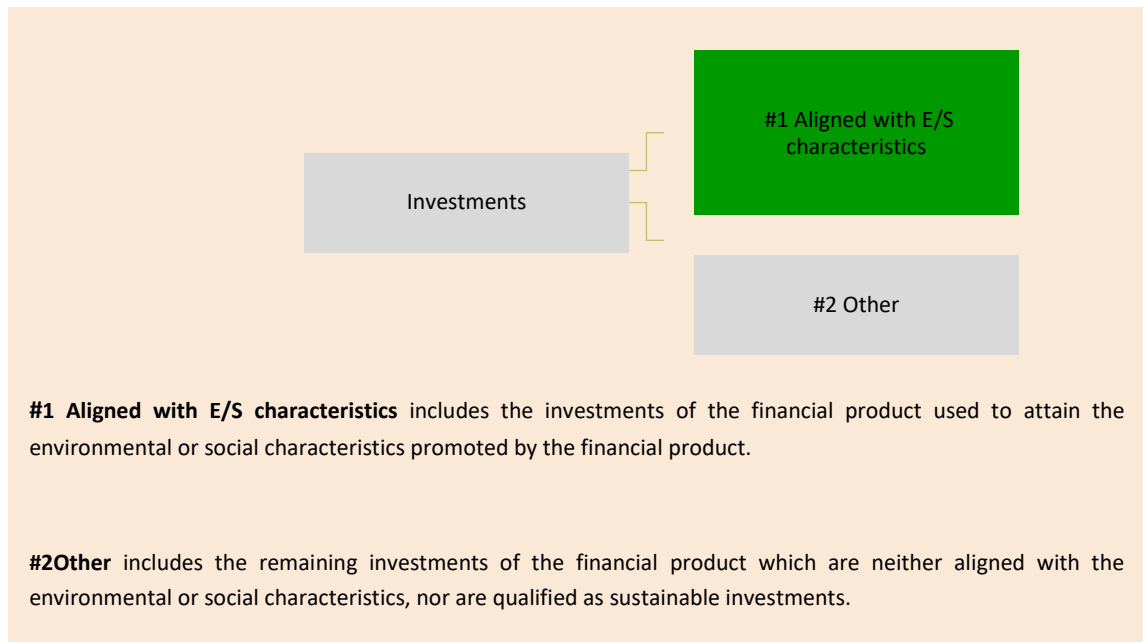 #1 Aligned with E/S
characteristics
Investments
#2 Other
#1 Aligned with E/S characteristics includes the investments of the financial product used to attain the
environmental or social characteristics promoted by the financial product.
#2Other includes the remaining investments of the financial product which are neither aligned with the
environmental or social characteristics, nor are qualified as sustainable investments.